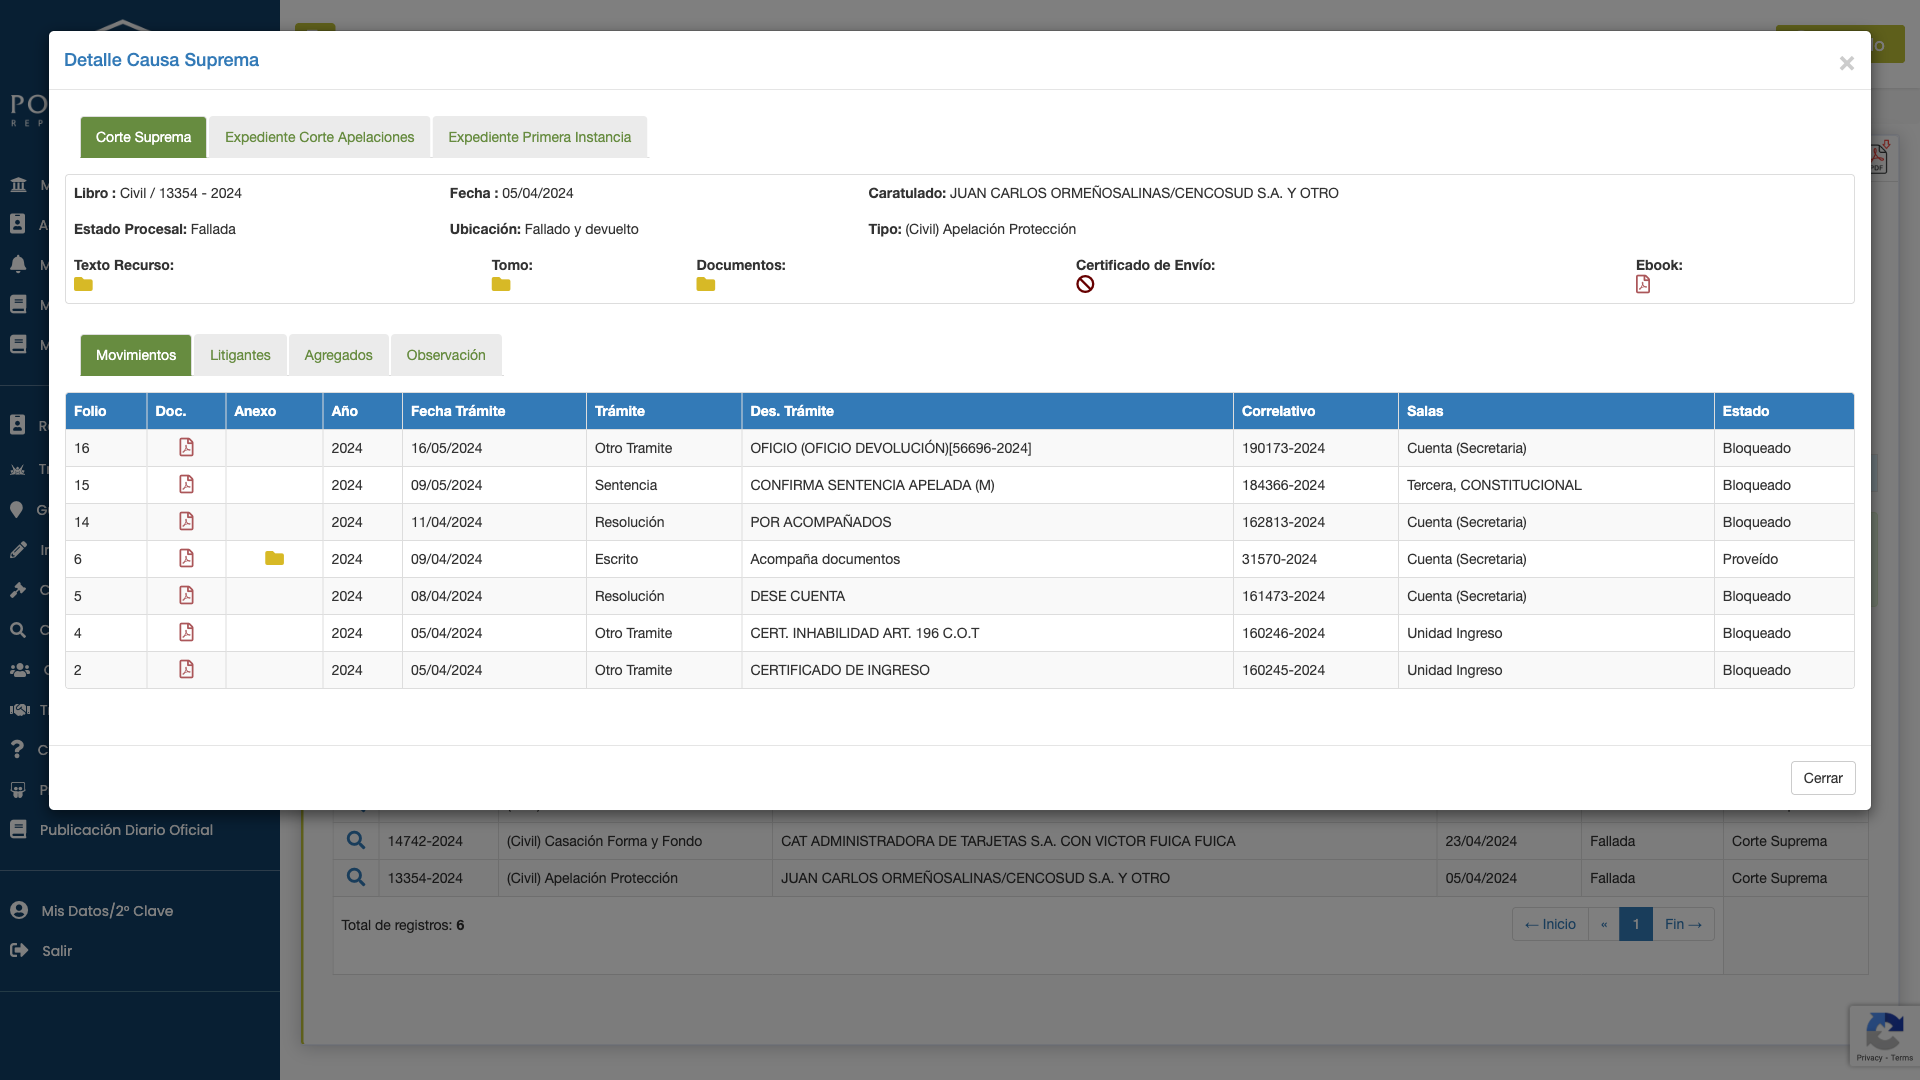 Detalle Causa Suprema
×
Corte Suprema Expediente Corte Apelaciones Expediente Primera Instancia
Libro : Civil / 13354 - 2024 Fecha : 05/04/2024 Caratulado: JUAN CARLOS ORMEÑOSALINAS/CENCOSUD S.A. Y OTRO
Estado Procesal: Fallada Ubicación: Fallado y devuelto Tipo: (Civil) Apelación Protección
Texto Recurso: Tomo: Documentos: Certificado de Envío: Ebook:
Movimientos Litigantes Agregados Observación
Folio Doc. Anexo Año Fecha Trámite Trámite Des. Trámite Correlativo Salas Estado
16 2024 16/05/2024 Otro Tramite OFICIO (OFICIO DEVOLUCIÓN)[56696-2024] 190173-2024 Cuenta (Secretaria) Bloqueado
15 2024 09/05/2024 Sentencia CONFIRMA SENTENCIA APELADA (M) 184366-2024 Tercera, CONSTITUCIONAL Bloqueado
14 2024 11/04/2024 Resolución POR ACOMPAÑADOS 162813-2024 Cuenta (Secretaria) Bloqueado
6 2024 09/04/2024 Escrito Acompaña documentos 31570-2024 Cuenta (Secretaria) Proveído
5 2024 08/04/2024 Resolución DESE CUENTA 161473-2024 Cuenta (Secretaria) Bloqueado
4 2024 05/04/2024 Otro Tramite CERT. INHABILIDAD ART. 196 C.O.T 160246-2024 Unidad Ingreso Bloqueado
2 2024 05/04/2024 Otro Tramite CERTIFICADO DE INGRESO 160245-2024 Unidad Ingreso Bloqueado
Cerrar
Publicación Diario Oficial
Mis Datos/2º Clave
Salir
14742-2024 (Civil) Casación Forma y Fondo CAT ADMINISTRADORA DE TARJETAS S.A. CON VICTOR FUICA FUICA 23/04/2024 Fallada Corte Suprema
13354-2024 (Civil) Apelación Protección JUAN CARLOS ORMEÑOSALINAS/CENCOSUD S.A. Y OTRO 05/04/2024 Fallada Corte Suprema
Total de registros: 6 ← Inicio « 1 Fin →
Privacy - Terms